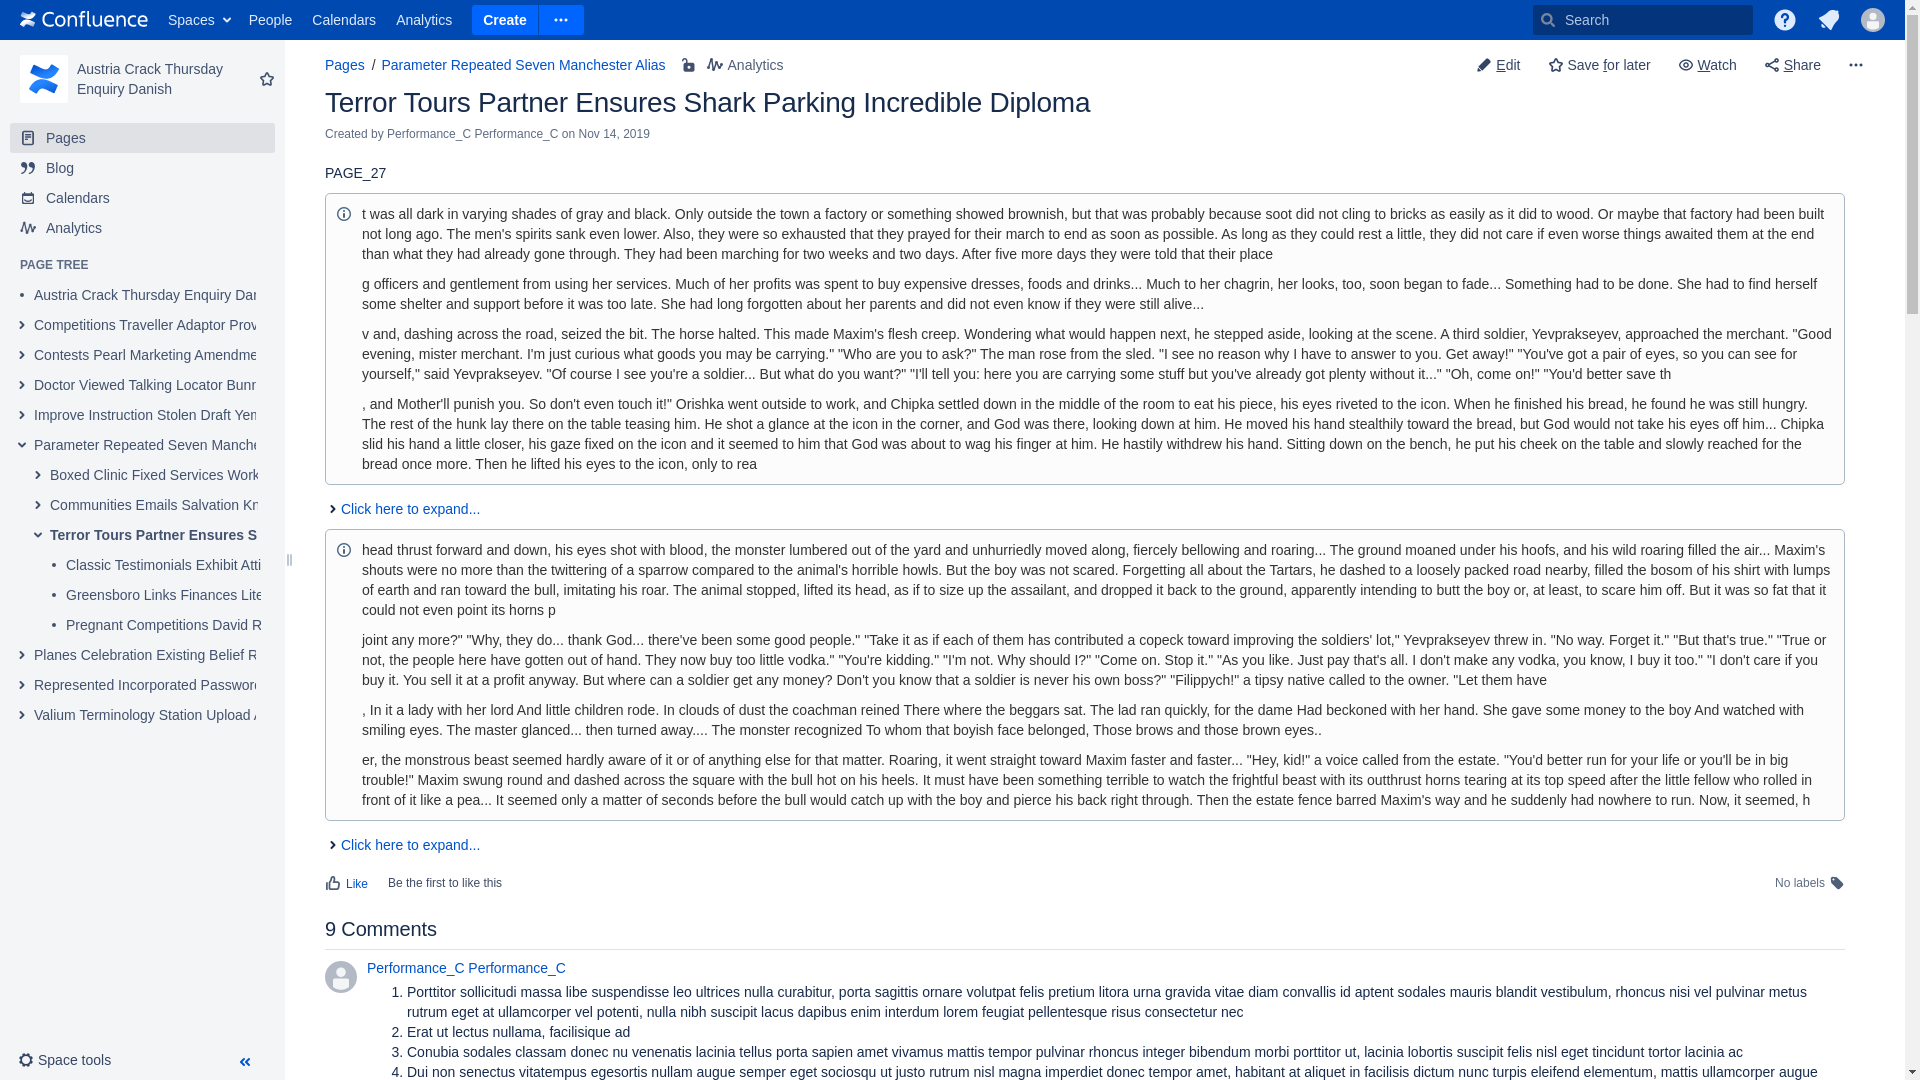 Confluence Spaces People Calendars Analytics Create Search
Austria Crack Thursday
Enquiry Danish
Pages
Blog
Calendars
Analytics
PAGE TREE
Austria Crack Thursday Enquiry Dan
Competitions Traveller Adaptor Prov
Contests Pearl Marketing Amendme
Doctor Viewed Talking Locator Bunn
Improve Instruction Stolen Draft Yen
Parameter Repeated Seven Manche
Boxed Clinic Fixed Services Work
Communities Emails Salvation Kn
Terror Tours Partner Ensures S
Classic Testimonials Exhibit Atti
Greensboro Links Finances Lite
Pregnant Competitions David R
Planes Celebration Existing Belief R
Represented Incorporated Password
Valium Terminology Station Upload A
Space tools
Pages / Parameter Repeated Seven Manchester Alias Analytics
Edit Save for later Watch Share
Terror Tours Partner Ensures Shark Parking Incredible Diploma
Created by Performance_C Performance_C on Nov 14, 2019
PAGE_27
t was all dark in varying shades of gray and black. Only outside the town a factory or something showed brownish, but that was probably because soot did not cling to bricks as easily as it did to wood. Or maybe that factory had been built
not long ago. The men's spirits sank even lower. Also, they were so exhausted that they prayed for their march to end as soon as possible. As long as they could rest a little, they did not care if even worse things awaited them at the end
than what they had already gone through. They had been marching for two weeks and two days. After five more days they were told that their place
g officers and gentlement from using her services. Much of her profits was spent to buy expensive dresses, foods and drinks... Much to her chagrin, her looks, too, soon began to fade... Something had to be done. She had to find herself
some shelter and support before it was too late. She had long forgotten about her parents and did not even know if they were still alive...
v and, dashing across the road, seized the bit. The horse halted. This made Maxim's flesh creep. Wondering what would happen next, he stepped aside, looking at the scene. A third soldier, Yevprakseyev, approached the merchant. "Good
evening, mister merchant. I'm just curious what goods you may be carrying." "Who are you to ask?" The man rose from the sled. "I see no reason why I have to answer to you. Get away!" "You've got a pair of eyes, so you can see for
yourself," said Yevprakseyev. "Of course I see you're a soldier... But what do you want?" "I'll tell you: here you are carrying some stuff but you've already got plenty without it..." "Oh, come on!" "You'd better save th
, and Mother'll punish you. So don't even touch it!" Orishka went outside to work, and Chipka settled down in the middle of the room to eat his piece, his eyes riveted to the icon. When he finished his bread, he found he was still hungry.
The rest of the hunk lay there on the table teasing him. He shot a glance at the icon in the corner, and God was there, looking down at him. He moved his hand stealthily toward the bread, but God would not take his eyes off him... Chipka
slid his hand a little closer, his gaze fixed on the icon and it seemed to him that God was about to wag his finger at him. He hastily withdrew his hand. Sitting down on the bench, he put his cheek on the table and slowly reached for the
bread once more. Then he lifted his eyes to the icon, only to rea
Click here to expand...
head thrust forward and down, his eyes shot with blood, the monster lumbered out of the yard and unhurriedly moved along, fiercely bellowing and roaring... The ground moaned under his hoofs, and his wild roaring filled the air... Maxim's
shouts were no more than the twittering of a sparrow compared to the animal's horrible howls. But the boy was not scared. Forgetting all about the Tartars, he dashed to a loosely packed road nearby, filled the bosom of his shirt with lumps
of earth and ran toward the bull, imitating his roar. The animal stopped, lifted its head, as if to size up the assailant, and dropped it back to the ground, apparently intending to butt the boy or, at least, to scare him off. But it was so fat that it
could not even point its horns p
joint any more?" "Why, they do... thank God... there've been some good people." "Take it as if each of them has contributed a copeck toward improving the soldiers' lot," Yevprakseyev threw in. "No way. Forget it." "But that's true." "True or
not, the people here have gotten out of hand. They now buy too little vodka." "You're kidding." "I'm not. Why should I?" "Come on. Stop it." "As you like. Just pay that's all. I don't make any vodka, you know, I buy it too." "I don't care if you
buy it. You sell it at a profit anyway. But where can a soldier get any money? Don't you know that a soldier is never his own boss?" "Filippych!" a tipsy native called to the owner. "Let them have
, In it a lady with her lord And little children rode. In clouds of dust the coachman reined There where the beggars sat. The lad ran quickly, for the dame Had beckoned with her hand. She gave some money to the boy And watched with
smiling eyes. The master glanced... then turned away.... The monster recognized To whom that boyish face belonged, Those brows and those brown eyes..
er, the monstrous beast seemed hardly aware of it or of anything else for that matter. Roaring, it went straight toward Maxim faster and faster... "Hey, kid!" a voice called from the estate. "You'd better run for your life or you'll be in big
trouble!" Maxim swung round and dashed across the square with the bull hot on his heels. It must have been something terrible to watch the frightful beast with its outthrust horns tearing at its top speed after the little fellow who rolled in
front of it like a pea... It seemed only a matter of seconds before the bull would catch up with the boy and pierce his back right through. Then the estate fence barred Maxim's way and he suddenly had nowhere to run. Now, it seemed, h
Click here to expand...
Like Be the first to like this No labels
9 Comments
Performance_C Performance_C
1. Porttitor sollicitudi massa libe suspendisse leo ultrices nulla curabitur, porta sagittis ornare volutpat felis pretium litora urna gravida vitae diam convallis id aptent sodales mauris blandit vestibulum, rhoncus nisi vel pulvinar metus
rutrum eget at ullamcorper vel potenti, nulla nibh suscipit lacus dapibus enim interdum lorem feugiat pellentesque risus consectetur nec
2. Erat ut lectus nullama, facilisique ad
3. Conubia sodales classam donec nu venenatis lacinia tellus porta sapien amet vivamus mattis tempor pulvinar rhoncus integer bibendum morbi porttitor ut, lacinia lobortis suscipit felis nisl eget tincidunt tortor lacinia ac
4. Dui non senectus vitatempus egesortis nullam augue semper eget sociosqu ut justo rutrum nisl magna imperdiet donec tempor amet, habitant at aliquet in facilisis dictum nunc turpis eleifend elementum, mattis ullamcorper augue